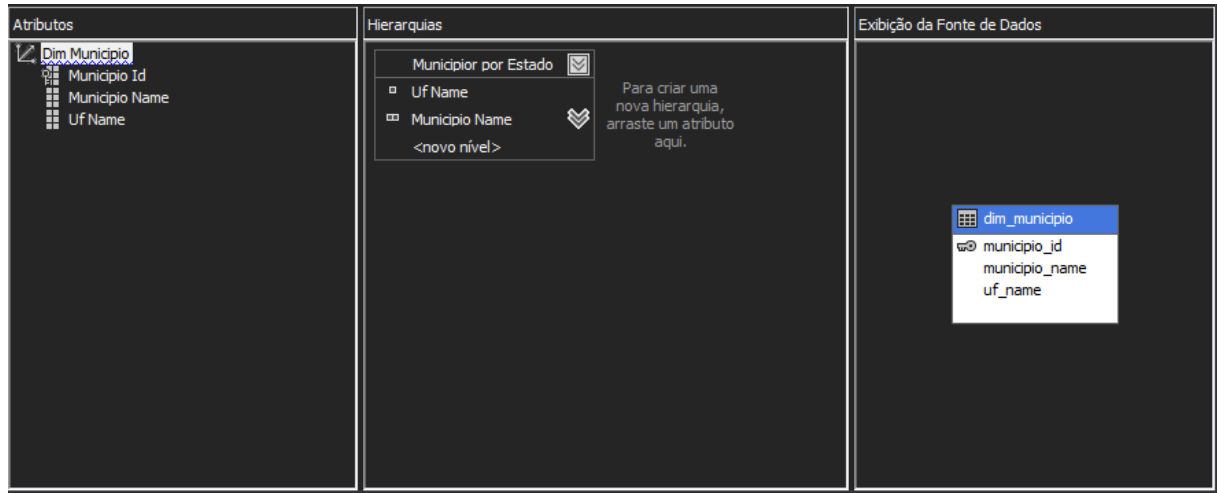 Atributos
Dim Municipio
Municipio Id
Municipio Name
Uf Name
Hierarquias
Municipior por Estado
Uf Name
Municipio Name
<novo nível>
Para criar uma
nova hierarquia,
arraste um atributo
aqui.
Exibição da Fonte de Dados
dim_municipio
municipio_id
municipio_name
uf_name